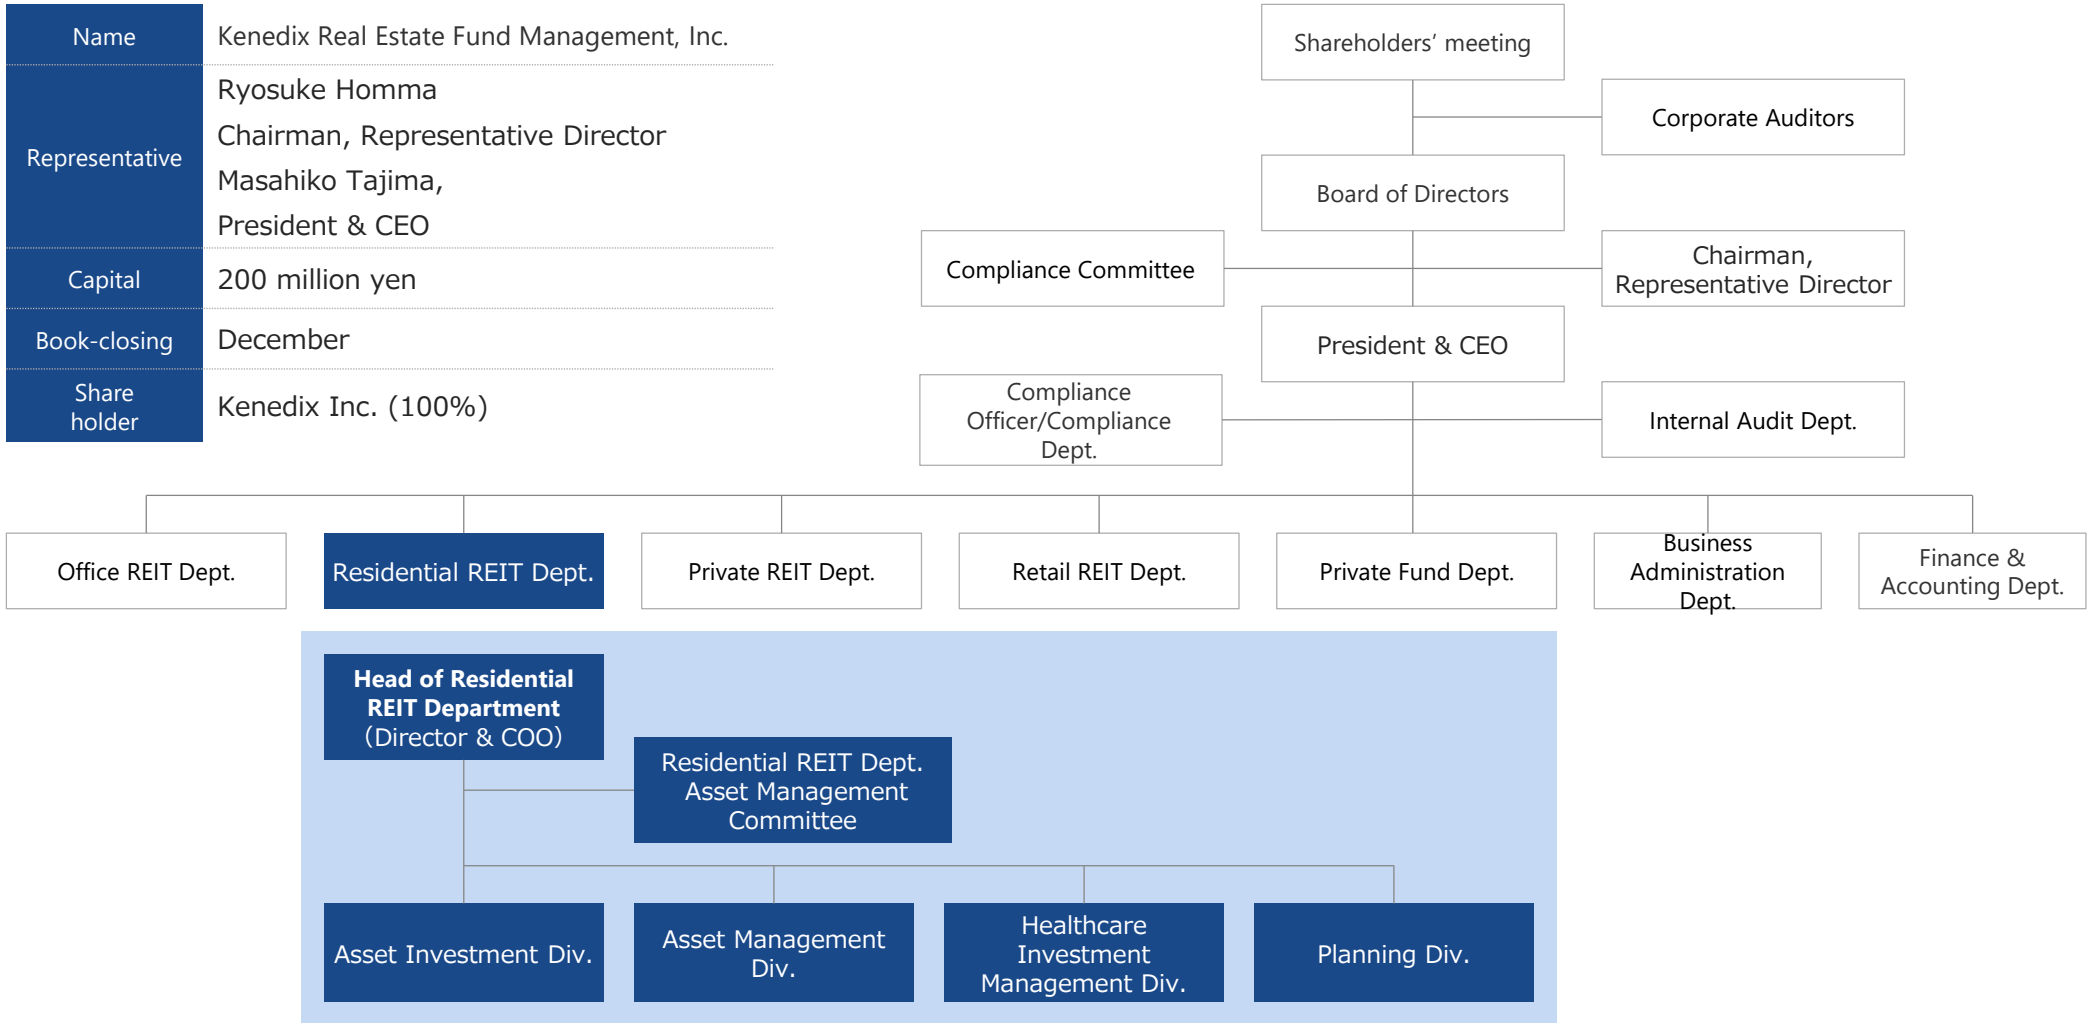 Name
Kenedix Real Estate Fund Management, Inc.
Representative
Ryosuke Homma
Chairman, Representative Director
Masahiko Tajima,
President & CEO
Capital
200 million yen
Book-closing
December
Share
holder
Kenedix Inc. (100%)
Shareholders’ meeting
Corporate Auditors
Board of Directors
Compliance Committee
Chairman,
Representative Director
President & CEO
Compliance
Officer/Compliance
Dept.
Internal Audit Dept.
Office REIT Dept.
Residential REIT Dept.
Private REIT Dept.
Retail REIT Dept.
Private Fund Dept.
Business
Administration
Dept.
Finance &
Accounting Dept.
Head of Residential
REIT Department
(Director & COO)
Residential REIT Dept.
Asset Management
Committee
Asset Investment Div.
Asset Management
Div.
Healthcare
Investment
Management Div.
Planning Div.